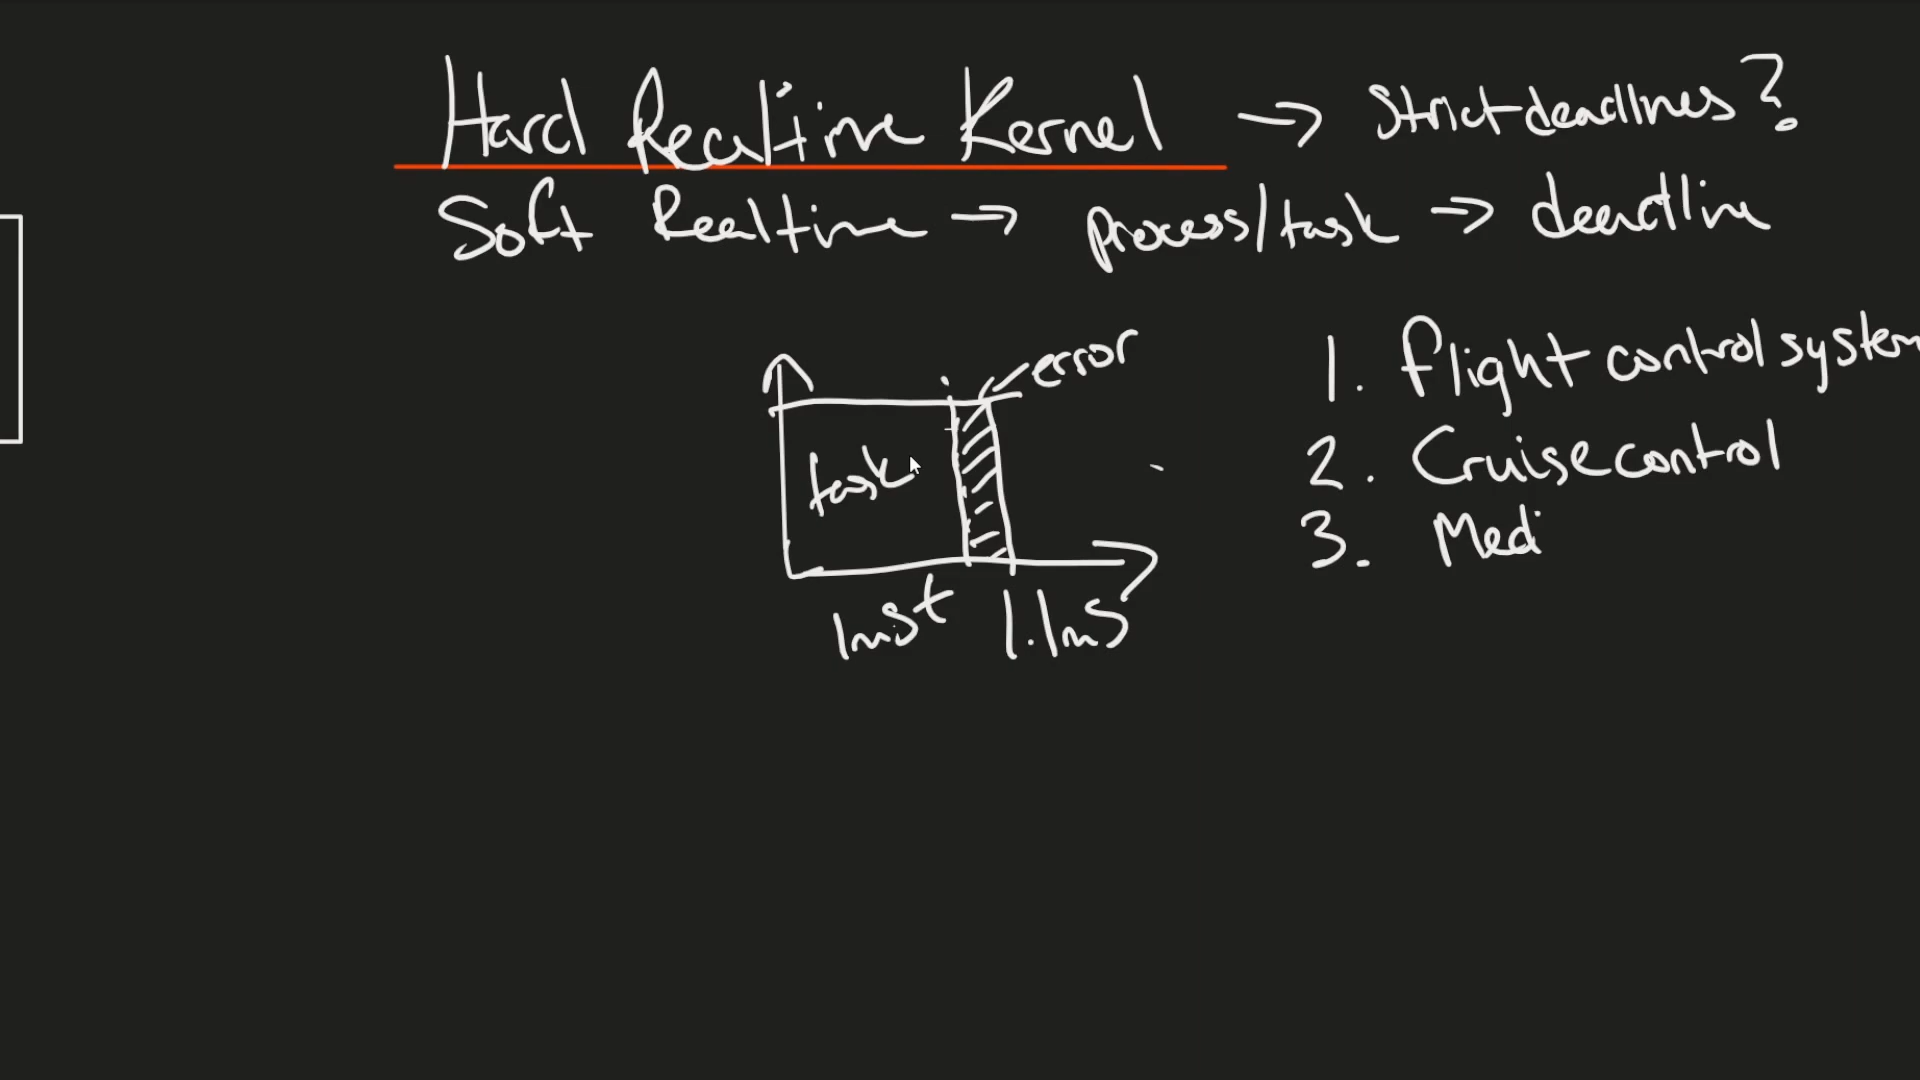 Hard Realtime Kernel → Strict deadlines?
Soft Realtime → process/task → deadline
error
1. flight control system
task
2. Cruise control
3. Medi
1ms t 1.1ms